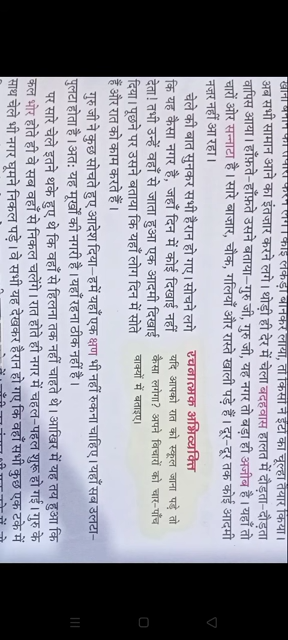 अब सभी सामान आने का इंतज़ार करने लगे। थोड़ी ही देर में चेला बदहवास हालत में दौड़ता-दौड़ता
वापिस आया। हाँफ़ते-हाँफ़ते उसने बताया–गुरु जी, गुरु जी, यह नगर तो बड़ा ही अजीब है। यहाँ तो
चारों ओर सन्नाटा है। सारे बाज़ार, चौक, गलियाँ और रास्ते खाली पड़े हैं। दूर-दूर तक कोई आदमी
नज़र नहीं आ रहा।
चेले की बात सुनकर सभी हैरान हो गए। सोचने लगे
कि यह कैसा नगर है, जहाँ दिन में कोई दिखाई नहीं
देता! तभी उन्हें वहाँ से जाता हुआ एक आदमी दिखाई
दिया। पूछने पर उसने बताया कि यहाँ लोग दिन में सोते
हैं और रात को काम करते हैं।
रचनात्मक अभिव्यक्ति
यदि आपको रात को स्कूल जाना पड़े तो
कैसा लगेगा? अपने विचारों को चार-पाँच
वाक्यों में बताइए।
गुरु जी ने कुछ सोचते हुए आदेश दिया–हमें यहाँ एक क्षण भी नहीं रुकना चाहिए। यहाँ सब उलटा-
पुलटा होता है। अतः यह मूर्खों की नगरी है। यहाँ रहना ठीक नहीं है।
पर सारे चेले इतने थके हुए थे कि वहाँ से हिलना तक नहीं चाहते थे। आखिर में यह तय हुआ कि
कल भोर होते ही वे सब वहाँ से निकल चलेंगे। रात होते ही नगर में चहल-पहल शुरू हो गई। गुरु के
साथ चेले भी नगर घूमने निकल पड़े। वे सभी यह देखकर हैरान हो गए कि वहाँ सभी कुछ एक टके में